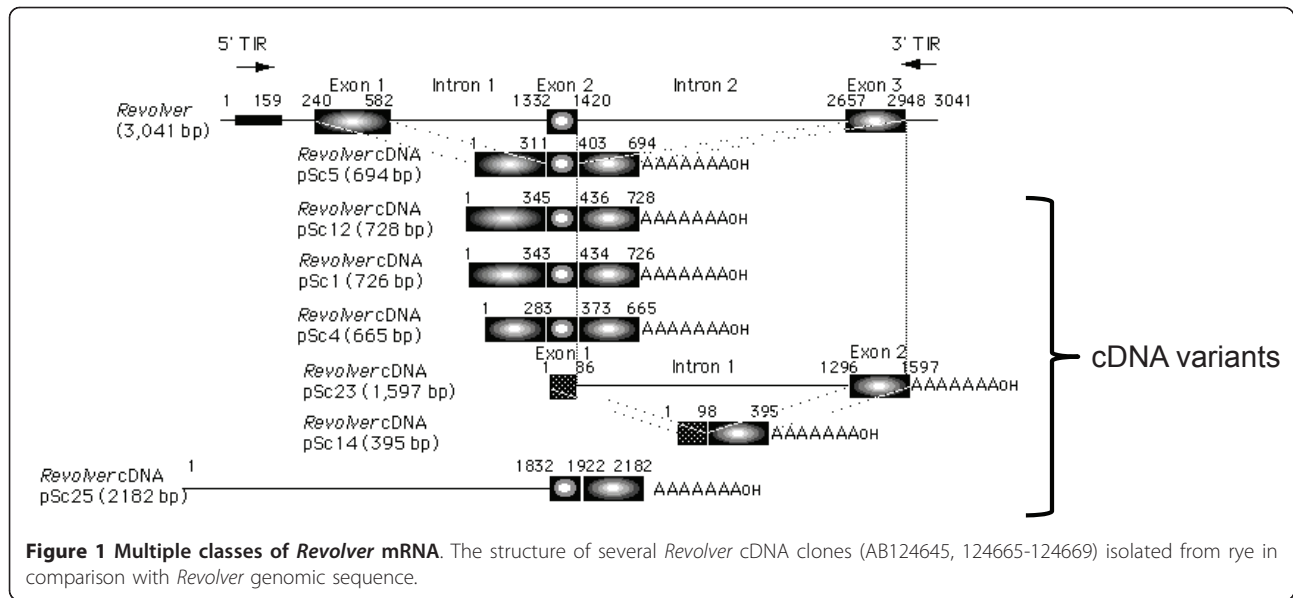 5' TIR 3' TIR
Exon 1 Intron 1 Exon 2 Intron 2 Exon 3
Revolver 1 159 240 582 1332 1420 2657 2948 3041
(3,041 bp)
Revolver cDNA 1 311 403 694
pSc5 (694 bp) AAAAAAAOH
Revolver cDNA 1 345 436 728
pSc12 (728 bp) AAAAAAAOH
Revolver cDNA 1 343 434 726
pSc1 (726 bp) AAAAAAAOH
Revolver cDNA 1 283 373 665
pSc4 (665 bp) AAAAAAAOH
Exon 1 Intron 1 Exon 2
Revolver cDNA 1 86 1296 1597
pSc23 (1,597 bp) AAAAAAAOH
Revolver cDNA 1 98 395
pSc14 (395 bp) AAAAAAAOH
Revolver cDNA 1 1832 1922 2182
pSc25 (2182 bp) AAAAAAAOH
cDNA variants
Figure 1 Multiple classes of Revolver mRNA. The structure of several Revolver cDNA clones (AB124645, 124665-124669) isolated from rye in
comparison with Revolver genomic sequence.